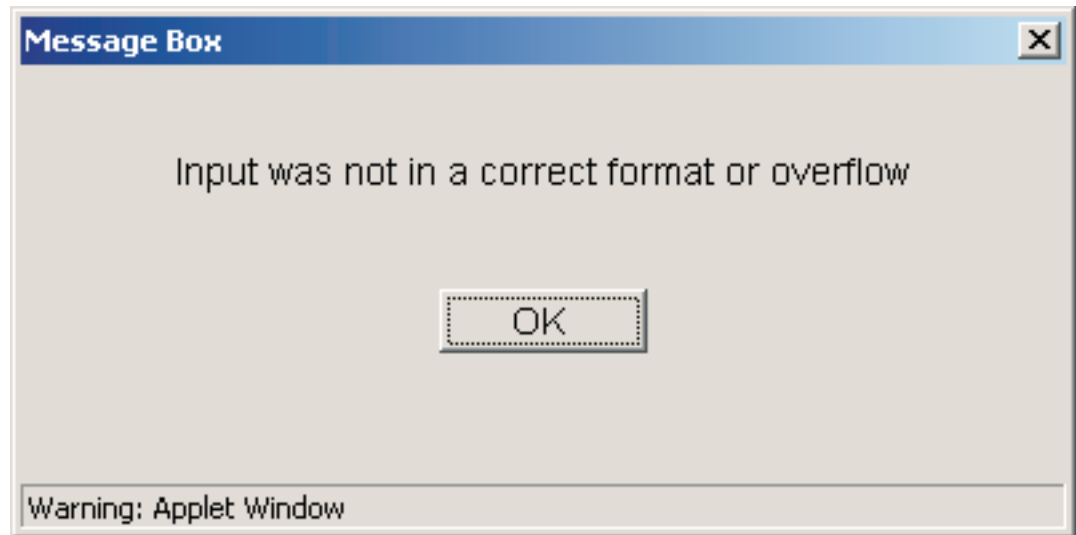 Message Box
Input was not in a correct format or overflow
OK
Warning: Applet Window